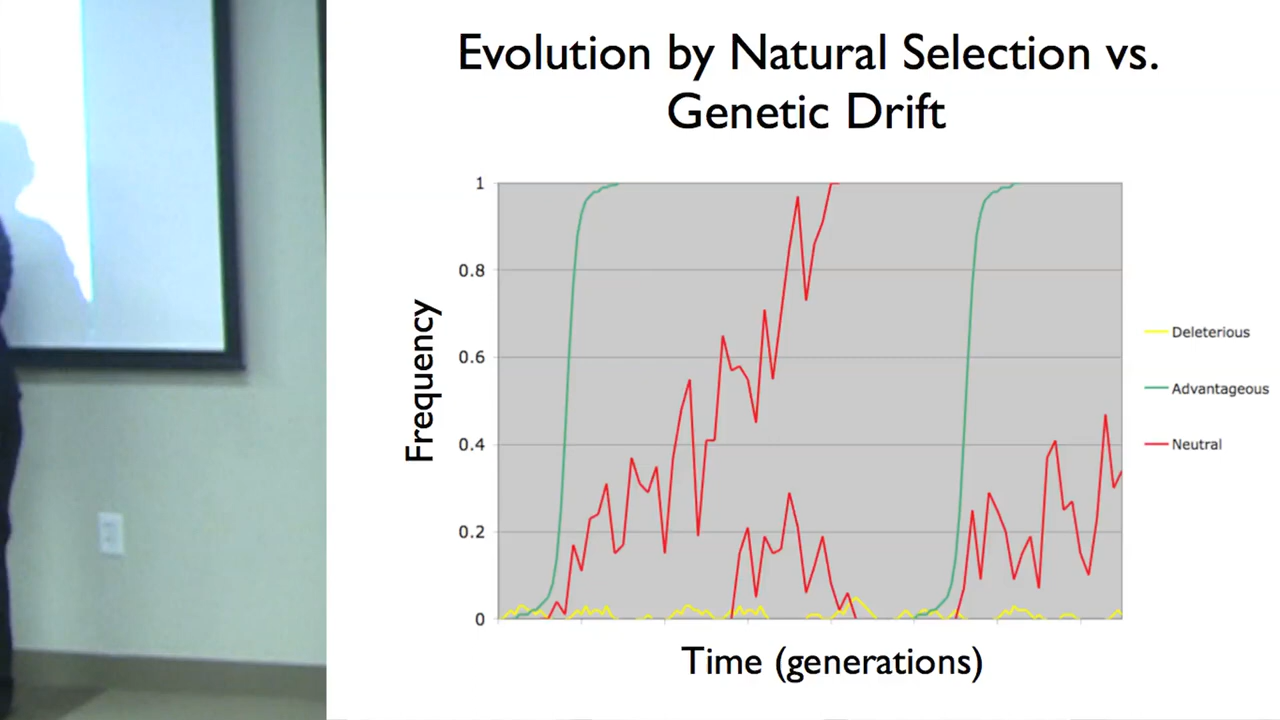 Evolution by Natural Selection vs.
Genetic Drift
1
0.8
0.6
0.4
0.2
0
Frequency
Time (generations)
Deleterious
Advantageous
Neutral